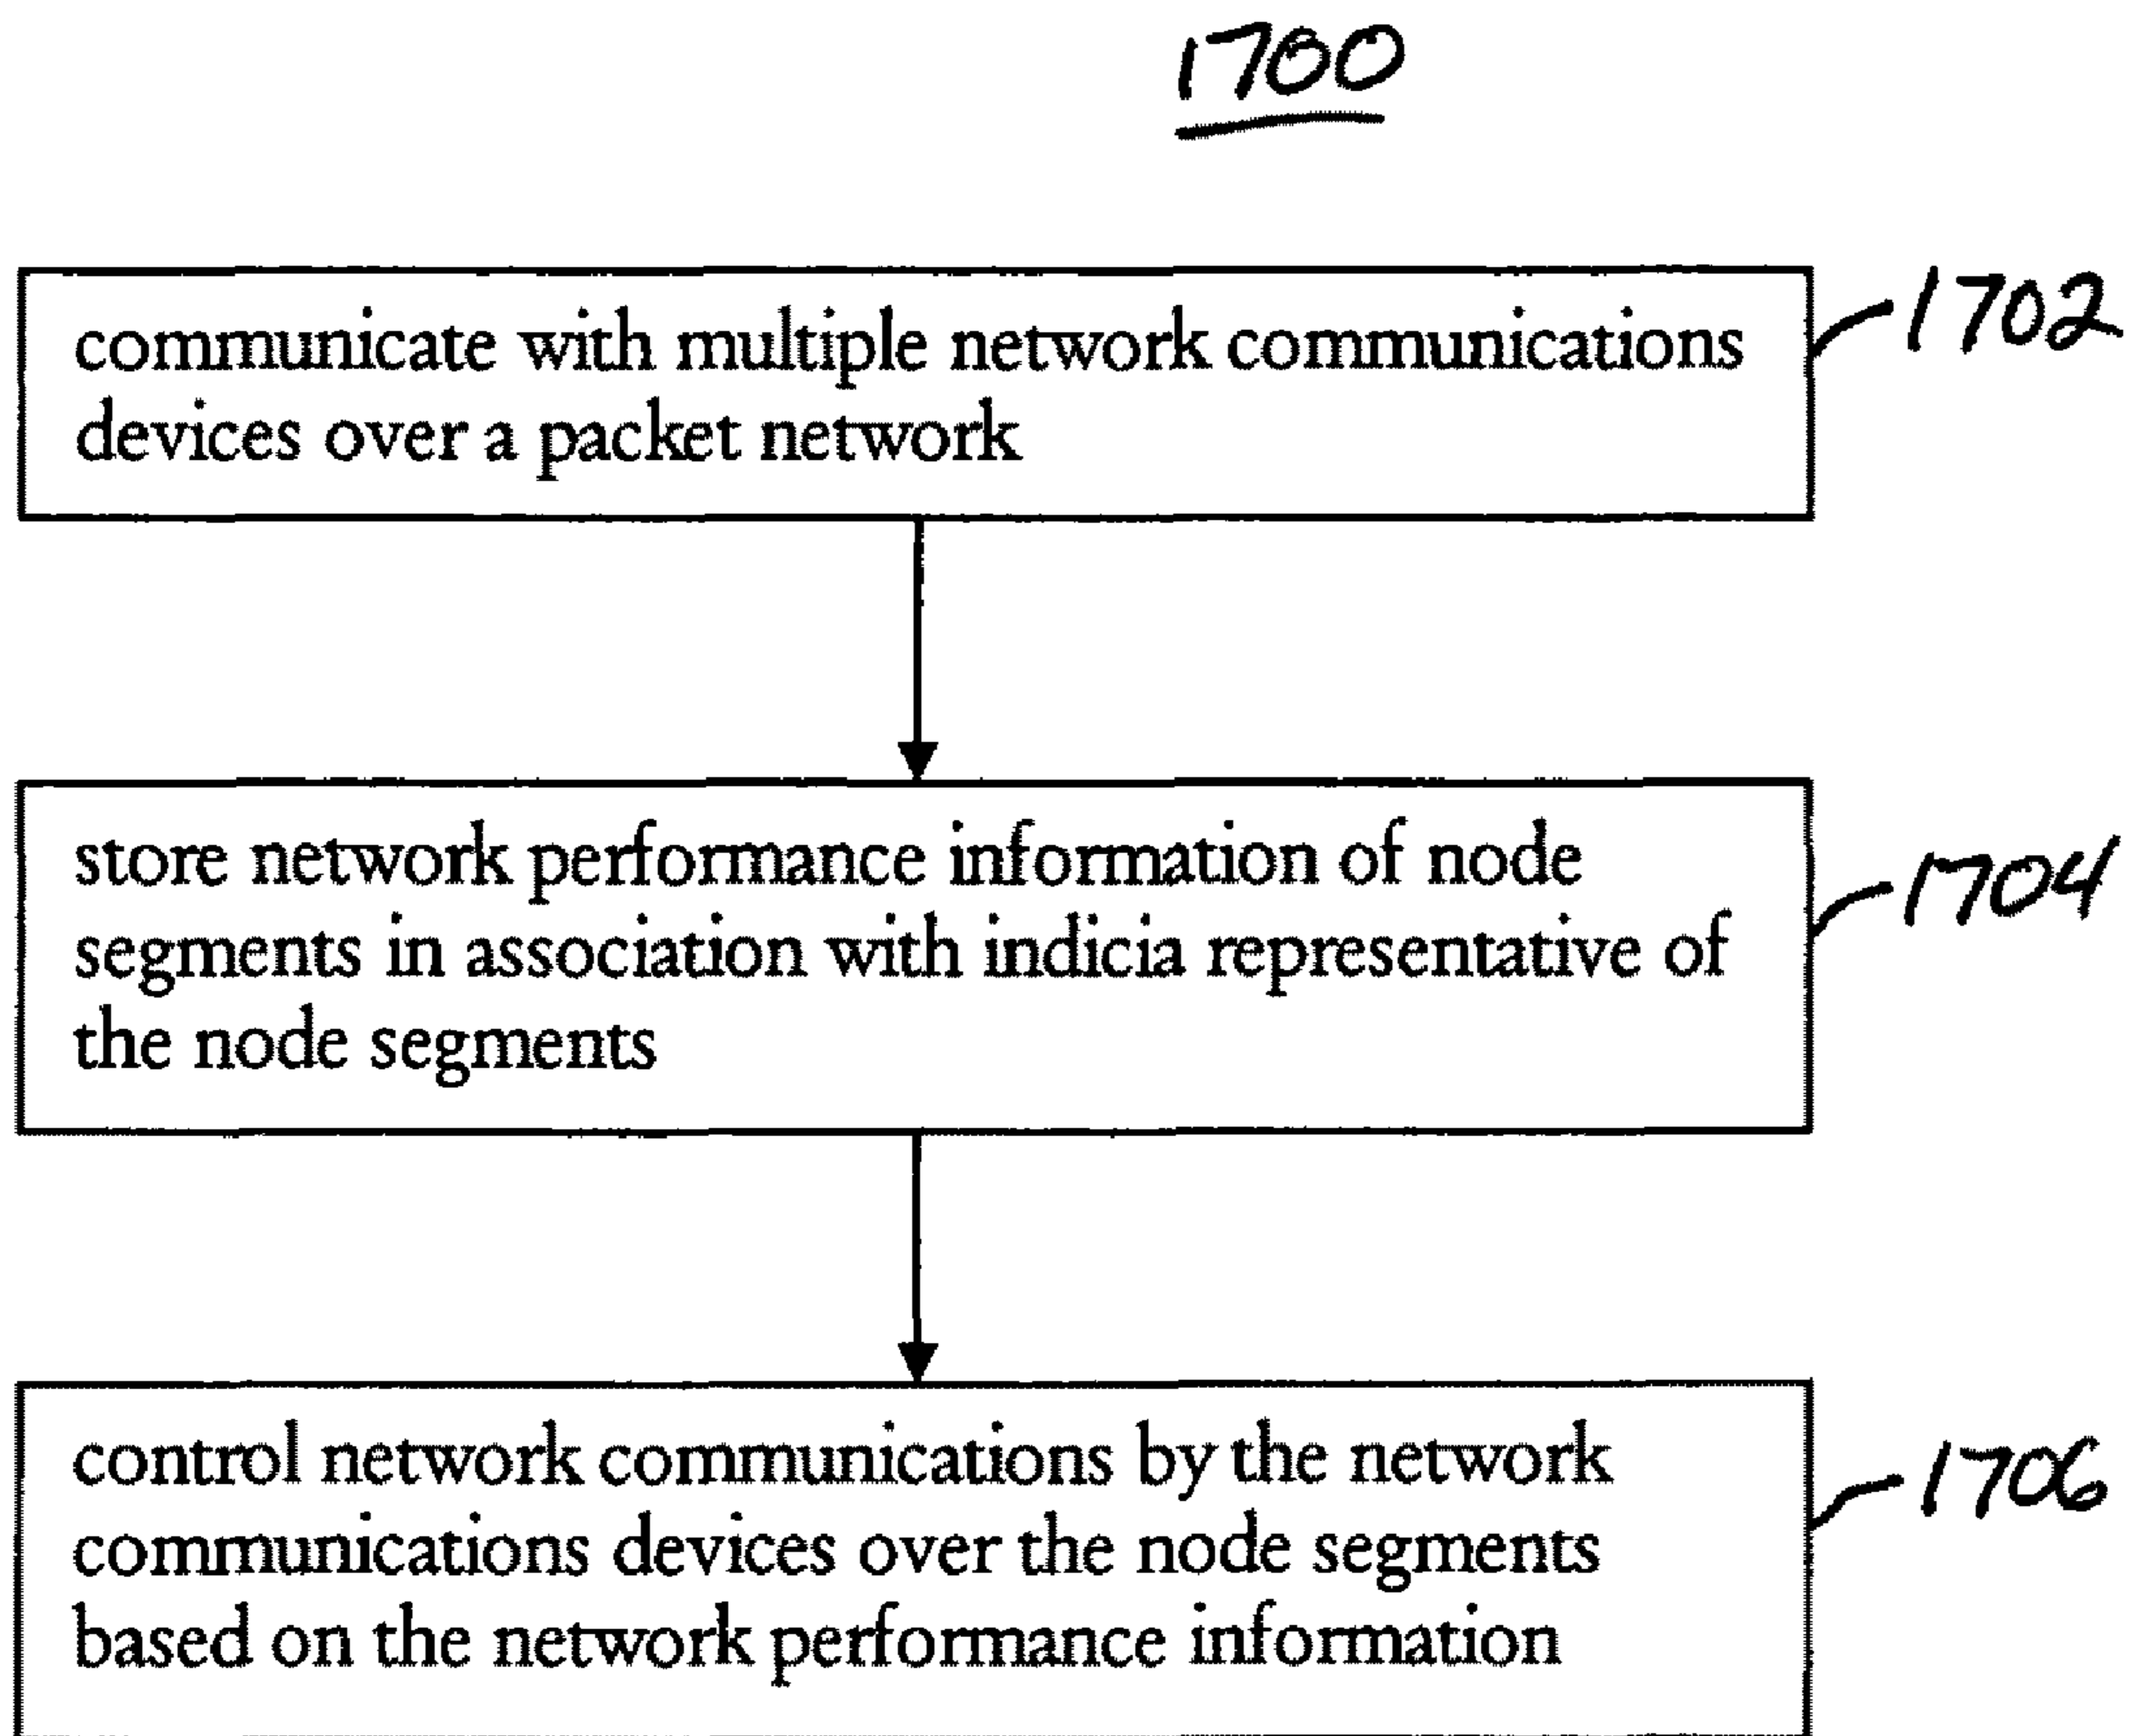 1700
communicate with multiple network communications
devices over a packet network
1702
store network performance information of node
segments in association with indicia representative of
the node segments
1704
control network communications by the network
communications devices over the node segments
based on the network performance information
1706